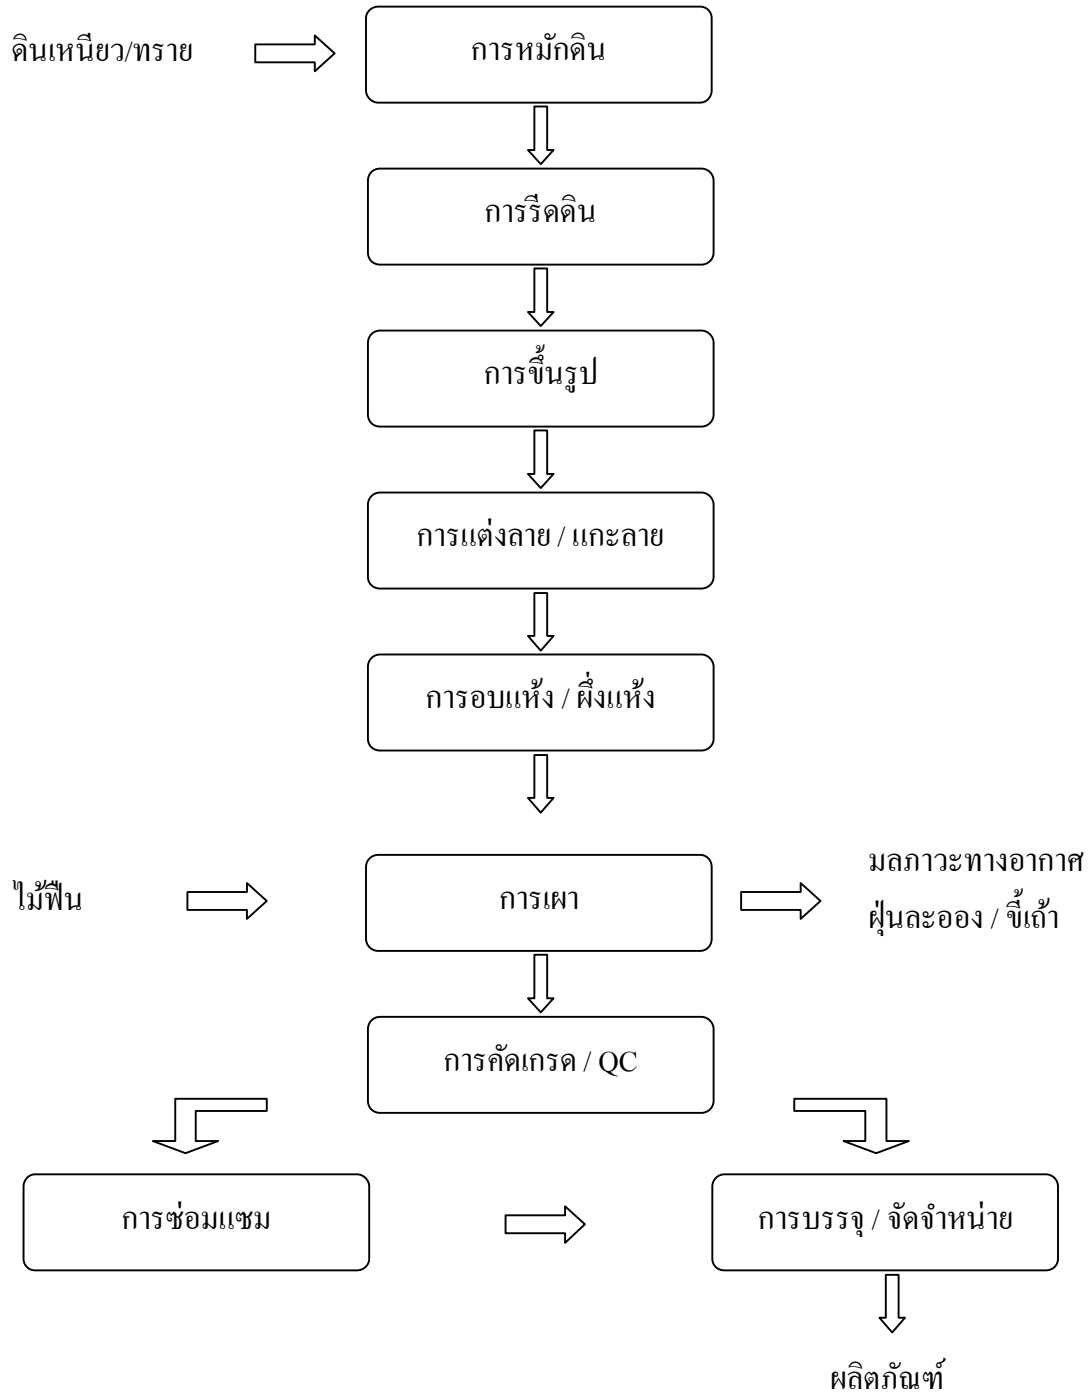 ดินเหนียว/ทราย
การหมักดิน
การรีดดิน
การขึ้นรูป
การแต่งลาย / แกะลาย
การอบแห้ง / ผึ่งแห้ง
ไม้ฟืน
การเผา
มลภาวะทางอากาศ
ฝุ่นละออง / ขี้เถ้า
การคัดเกรด / QC
การซ่อมแซม
การบรรจุ / จัดจำหน่าย
ผลิตภัณฑ์